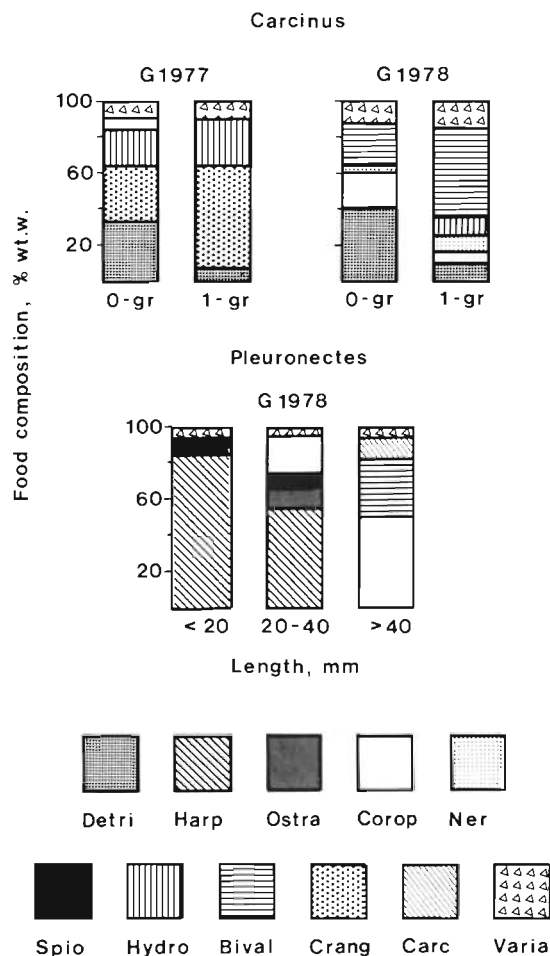 Carcinus
G1977 G1978
100
60
20
0-gr 1-gr 0-gr 1-gr
Food composition, % wt.w.
Pleuronectes
G1978
100
60
20
< 20 20-40 >40
Length, mm
Detri Harp Ostra Corop Ner
Spio Hydro Bival Crang Carc Varia